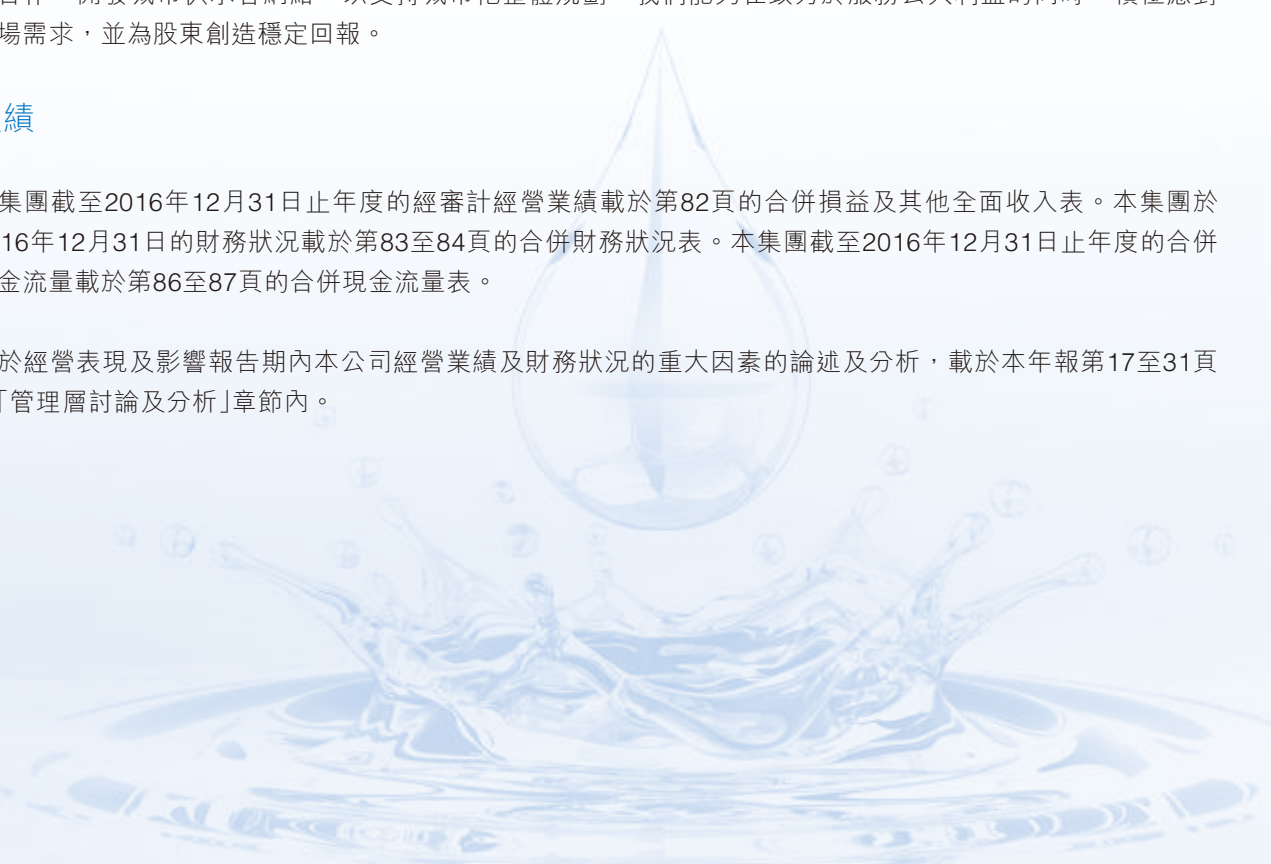 場需求，並為股東創造穩定回報。
績
集團截至2016年12月31日止年度的經審計經營業績載於第82頁的合併損益及其他全面收入表。本集團於
16年12月31日的財務狀況載於第83至84頁的合併財務狀況表。本集團截至2016年12月31日止年度的合併
金流量載於第86至87頁的合併現金流量表。
於經營表現及影響報告期內本公司經營業績及財務狀況的重大因素的論述及分析，載於本年報第17至31頁
「管理層討論及分析」章節內。